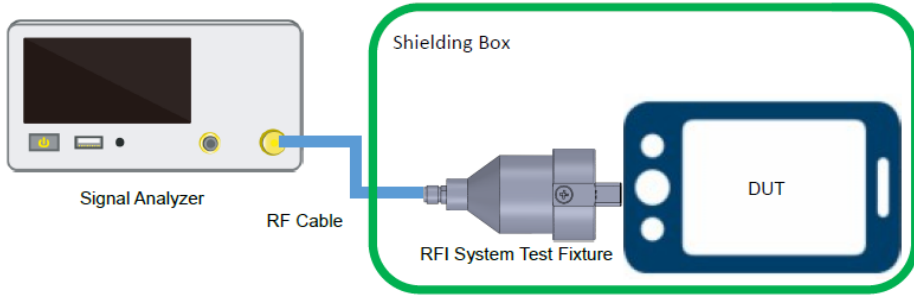 Shielding Box
Signal Analyzer
RF Cable
RFI System Test Fixture
DUT